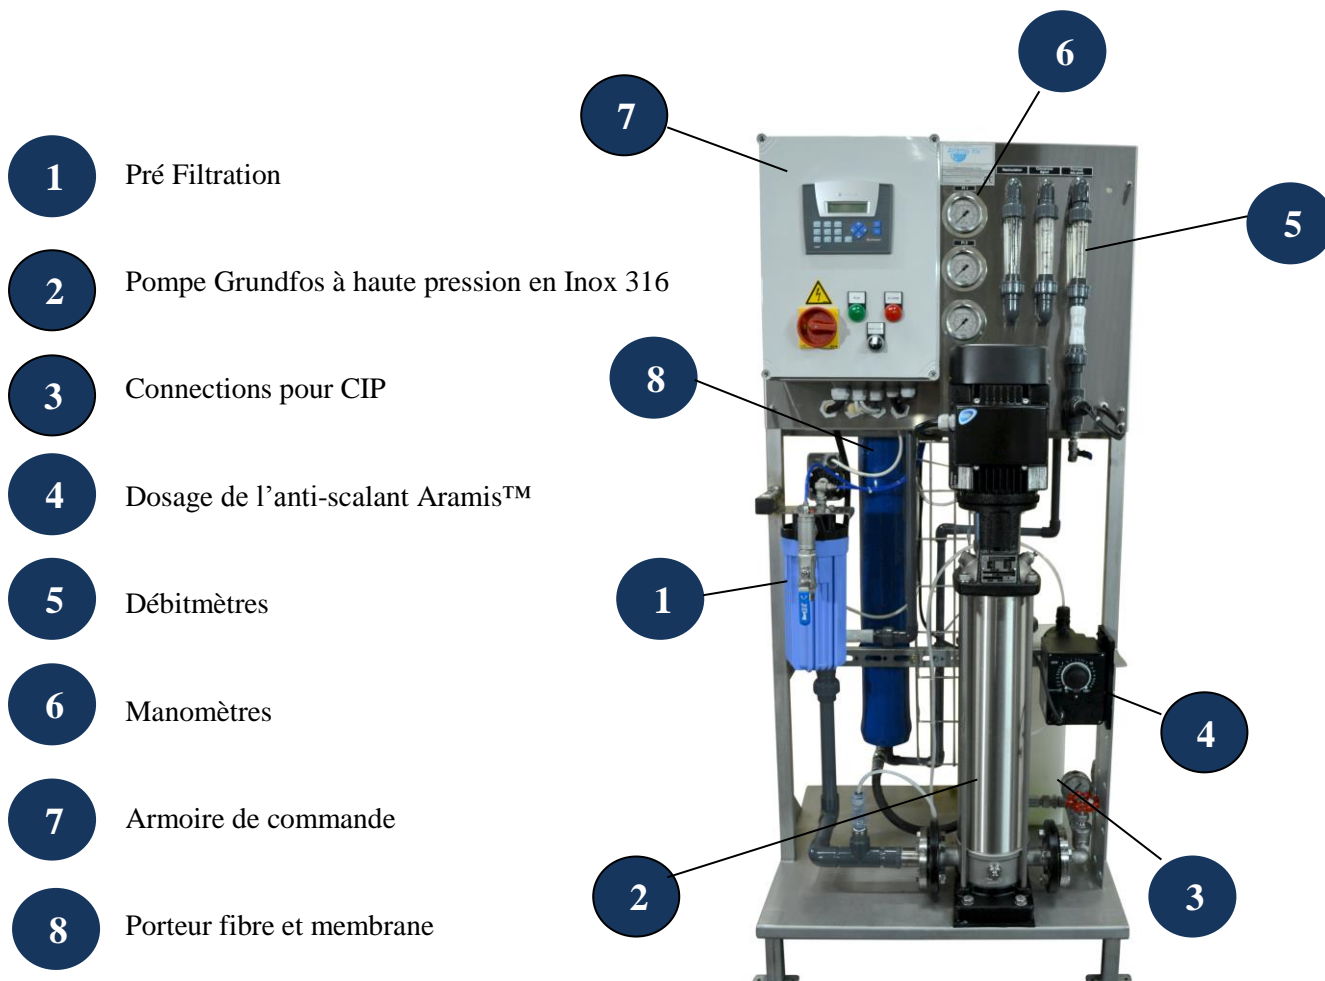 1 Pré Filtration
2 Pompe Grundfos à haute pression en Inox 316
3 Connections pour CIP
4 Dosage de l’anti-scalant Aramis™
5 Débitmètres
6 Manomètres
7 Armoire de commande
8 Porteur fibre et membrane
6
7
5
8
1
4
2
3